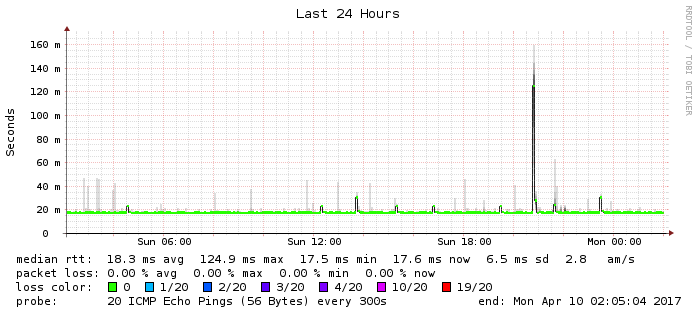 Last 24 Hours
RRDTOOL / TOBI OETIKER
Seconds
160 m
140 m
120 m
100 m
80 m
60 m
40 m
20 m
0
Sun 06:00 Sun 12:00 Sun 18:00 Mon 00:00
median rtt: 18.3 ms avg 124.9 ms max 17.5 ms min 17.6 ms now 6.5 ms sd 2.8 am/s
packet loss: 0.00 % avg 0.00 % max 0.00 % min 0.00 % now
loss color: 0 1/20 2/20 3/20 4/20 10/20 19/20
probe: 20 ICMP Echo Pings (56 Bytes) every 300s end: Mon Apr 10 02:05:04 2017